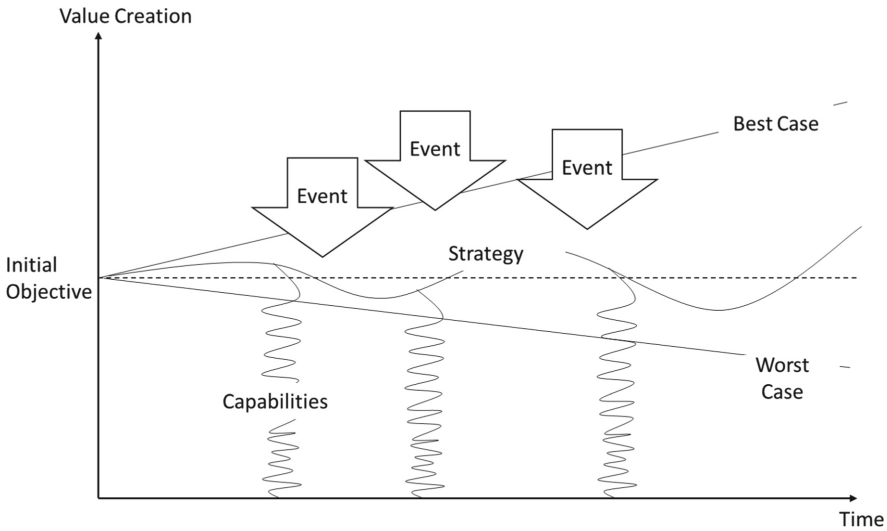 Value Creation
Best Case
Event
Event
Event
Strategy
Initial
Objective
Worst
Case
Capabilities
Time